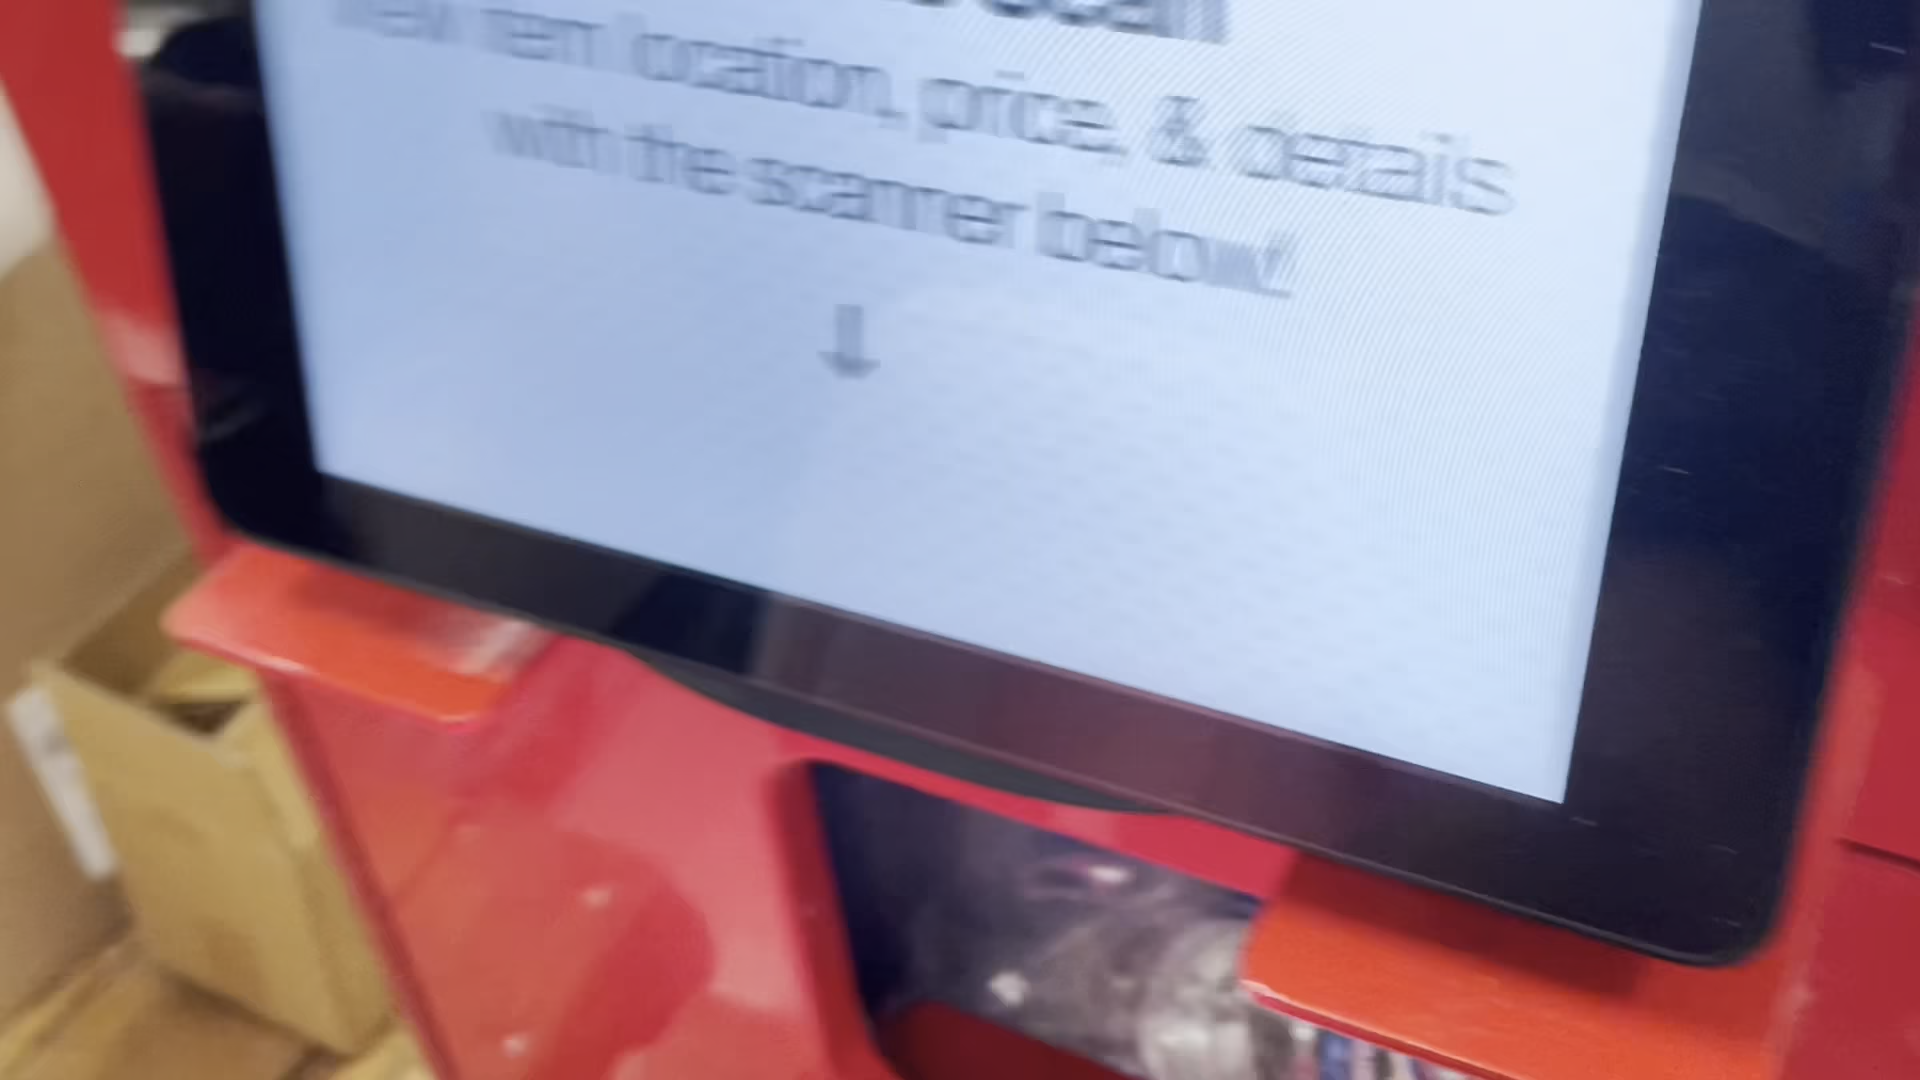 scan
View item location, price, & details
with the scanner below!